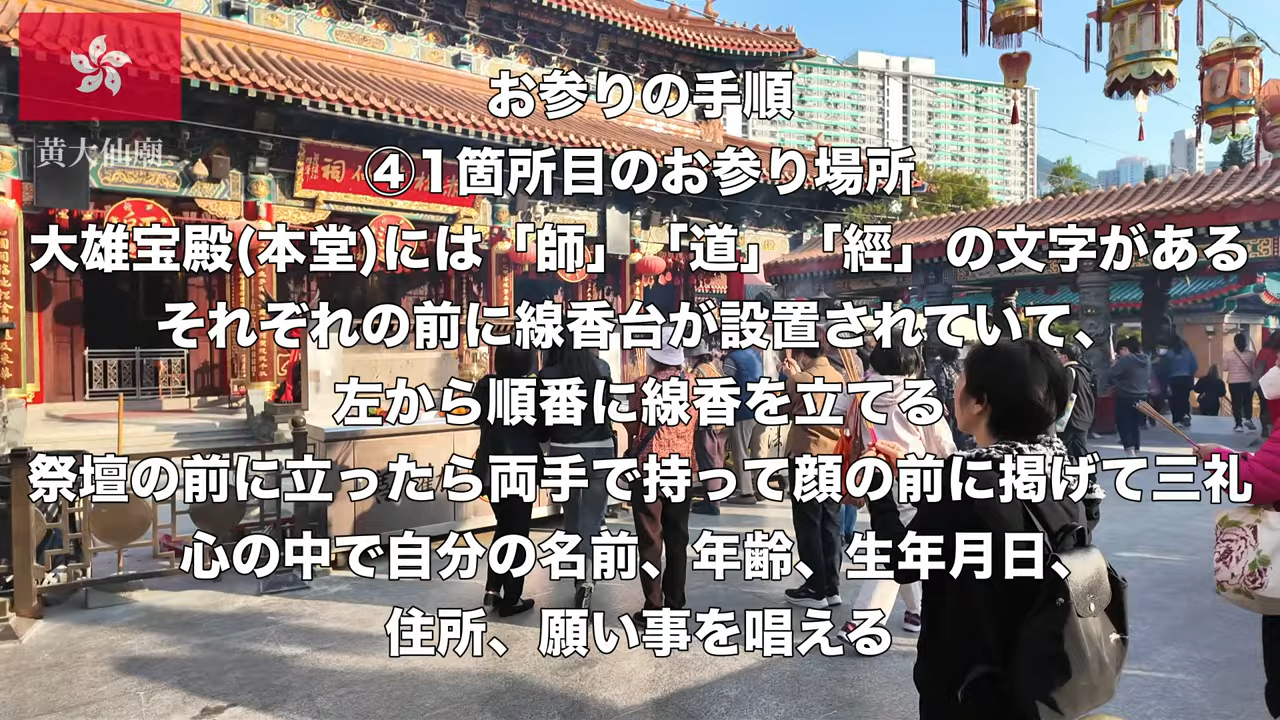 黄大仙廟
お参りの手順
④1箇所目のお参り場所
大雄宝殿(本堂)には「師」「道」「經」の文字がある
それぞれの前に線香台が設置されていて、
左から順番に線香を立てる
祭壇の前に立ったら両手で持って顔の前に掲げて三礼
心の中で自分の名前、年齢、生年月日、
住所、願い事を唱える